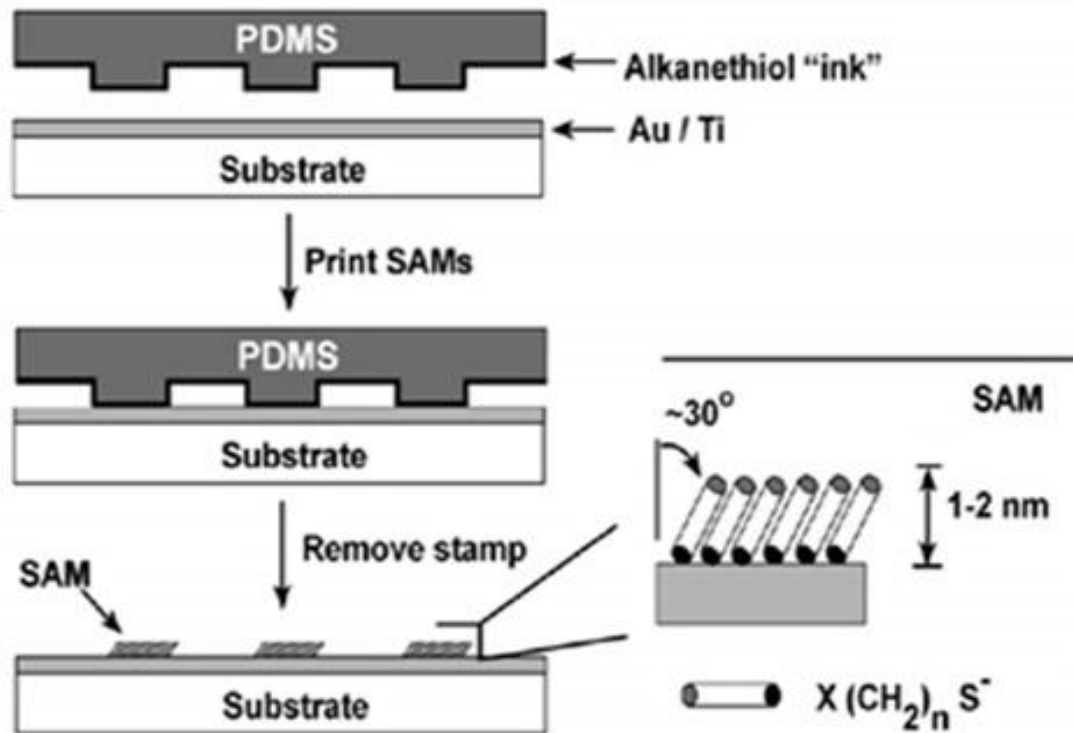 PDMS
Alkanethiol “ink”
Au / Ti
Substrate
Print SAMs
PDMS
Substrate
Remove stamp
SAM
Substrate
SAM
~30°
1-2 nm
X (CH₂)ₙ S⁻